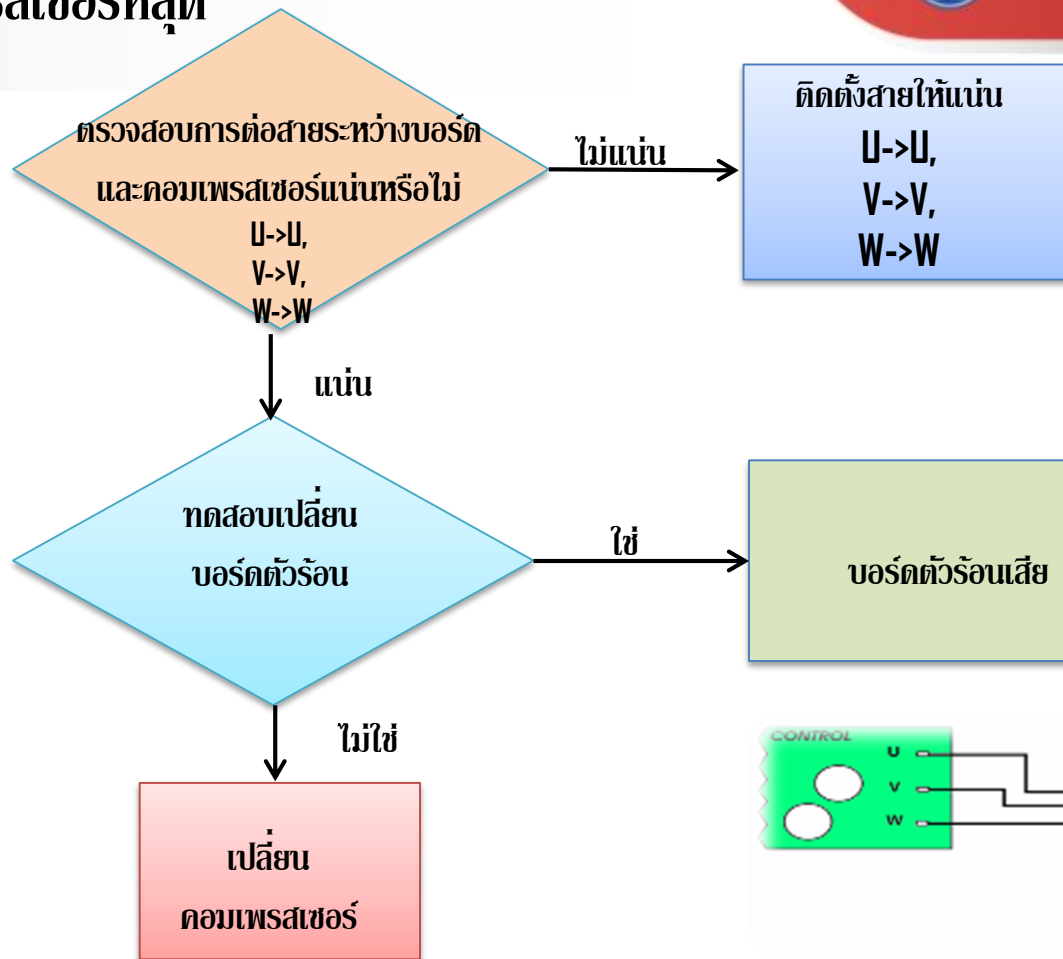 ตรวจสอบการต่อสายระหว่างบอร์ด
และคอมเพรสเซอร์แน่นหรือไม่
U->U,
V->V,
W->W
ไม่แน่น
ติดตั้งสายให้แน่น
U->U,
V->V,
W->W
แน่น
ทดสอบเปลี่ยน
บอร์ดตัวร้อน
ใช่
บอร์ดตัวร้อนเสีย
ไม่ใช่
เปลี่ยน
คอมเพรสเซอร์
CONTROL
U
V
W